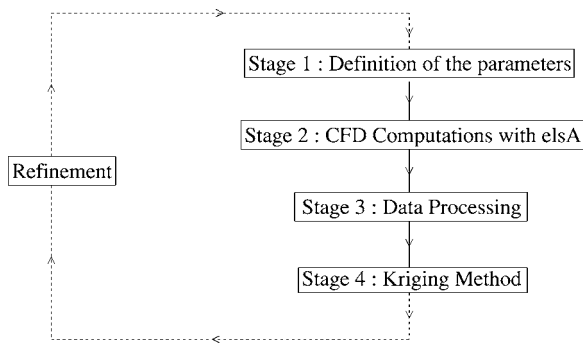 Stage 1 : Definition of the parameters
Stage 2 : CFD Computations with elsA
Refinement
Stage 3 : Data Processing
Stage 4 : Kriging Method